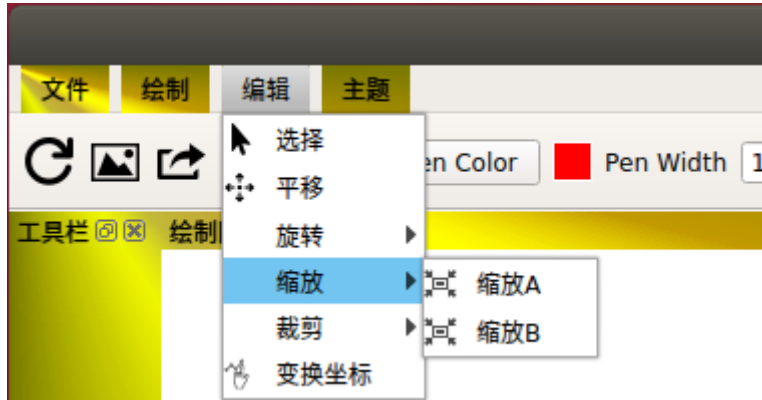 文件 绘制 编辑 主题
选择
en Color Pen Width 1
平移
工具栏 绘制
旋转
缩放
缩放A
裁剪
缩放B
变换坐标